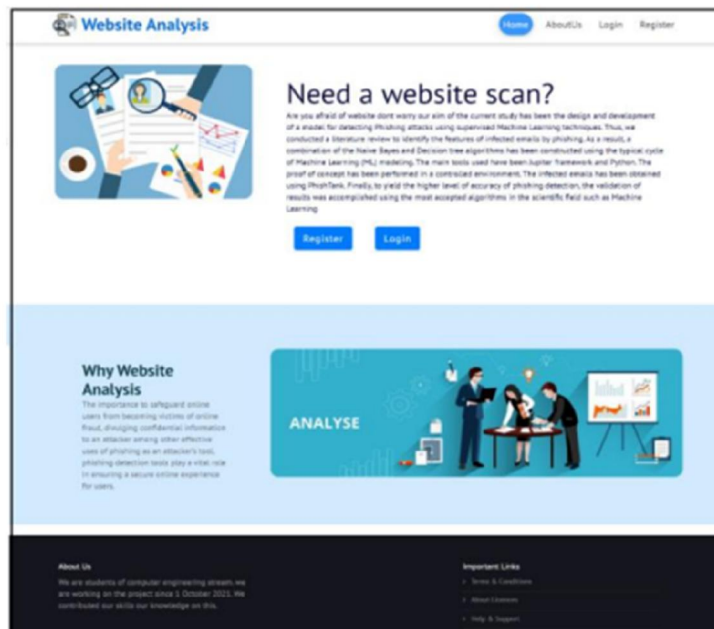 Website Analysis
Home AboutUs Login Register
Need a website scan?
Are you afraid of website dont worry our aim of the current study has been the design and development
of a model for detecting Phishing attacks using supervised Machine Learning techniques. Thus, we
conducted a literature review to identify the features of infected emails by phishing. As a result, a
combination of the Naive Bayes and Decision tree algorithms has been constructed using the typical cycle
of Machine Learning (ML) modeling. The main tools used have been Jupiter framework and Python. The
proof of concept has been performed in a controlled environment. The infected emails has been obtained
using PhishTank. Finally, to yield the higher level of accuracy of phishing detection, the validation of
results was accomplished using the most accepted algorithms in the scientific field such as Machine
Learning
Register Login
Why Website
Analysis
The importance to safeguard online
users from becoming victims of online
fraud, divulging confidential information
to an attacker among other effective
uses of phishing as an attacker's tool,
phishing detection tools play a vital role
in ensuring a secure online experience
for users.
ANALYSE
About Us
We are students of computer engineering stream we
are working on the project since 1 October 2021. We
contributed our skills our knowledge on this.
Important Links
Terms & Conditions
About Licenses
Help & Support